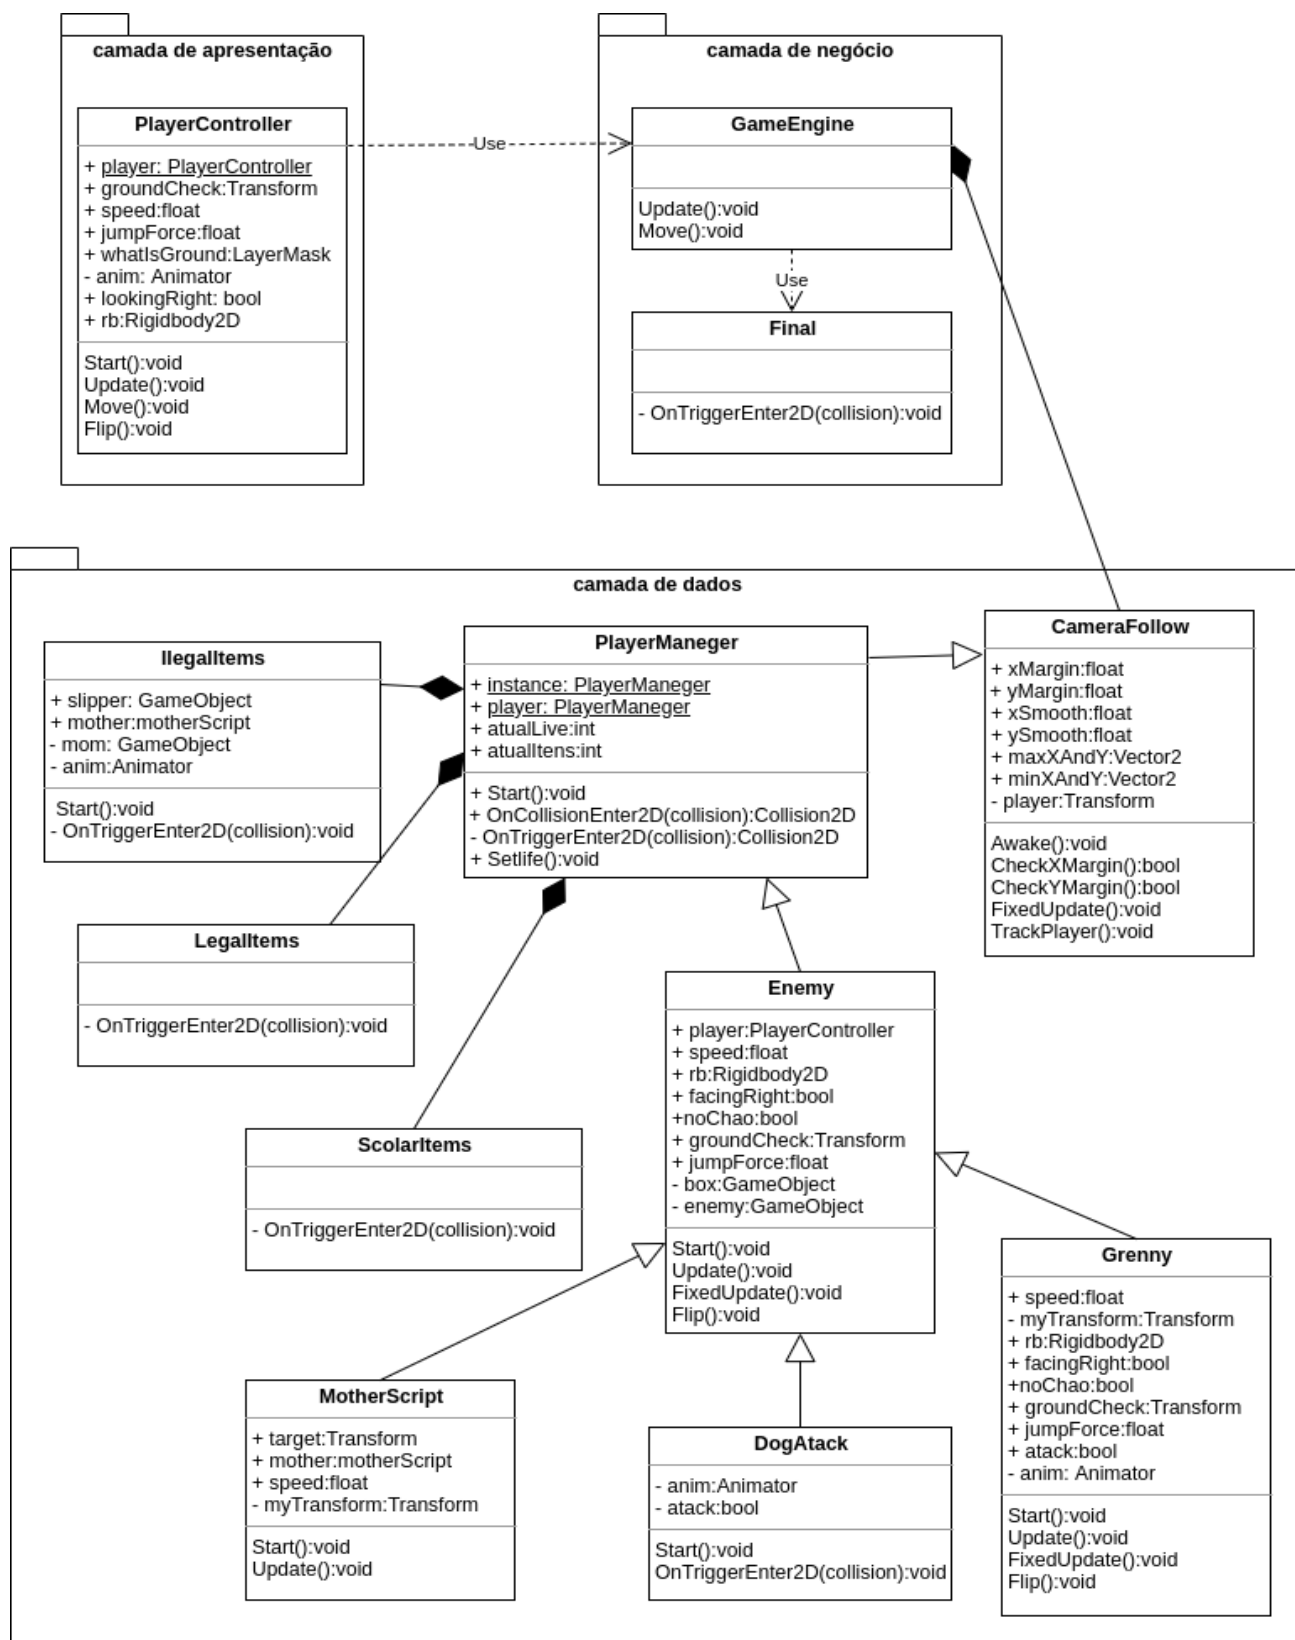 camada de apresentação
PlayerController
+ player: PlayerController
+ groundCheck:Transform
+ speed:float
+ jumpForce:float
+ whatIsGround:LayerMask
- anim: Animator
+ lookingRight: bool
+ rb:Rigidbody2D
Start():void
Update():void
Move():void
Flip():void
Use
camada de negócio
GameEngine
Update():void
Move():void
Use
Final
- OnTriggerEnter2D(collision):void
camada de dados
IlegalItems
+ slipper: GameObject
+ mother:motherScript
- mom: GameObject
- anim:Animator
Start():void
- OnTriggerEnter2D(collision):void
PlayerManeger
+ instance: PlayerManeger
+ player: PlayerManeger
+ atualLive:int
+ atualItens:int
+ Start():void
+ OnCollisionEnter2D(collision):Collision2D
- OnTriggerEnter2D(collision):Collision2D
+ Setlife():void
CameraFollow
+ xMargin:float
+ yMargin:float
+ xSmooth:float
+ ySmooth:float
+ maxXAndY:Vector2
+ minXAndY:Vector2
- player:Transform
Awake():void
CheckXMargin():bool
CheckYMargin():bool
FixedUpdate():void
TrackPlayer():void
LegalItems
- OnTriggerEnter2D(collision):void
ScolarItems
- OnTriggerEnter2D(collision):void
Enemy
+ player:PlayerController
+ speed:float
+ rb:Rigidbody2D
+ facingRight:bool
+noChao:bool
+ groundCheck:Transform
+ jumpForce:float
- box:GameObject
- enemy:GameObject
Start():void
Update():void
FixedUpdate():void
Flip():void
Grenny
+ speed:float
- myTransform:Transform
+ rb:Rigidbody2D
+ facingRight:bool
+noChao:bool
+ groundCheck:Transform
+ jumpForce:float
+ atack:bool
- anim: Animator
Start():void
Update():void
FixedUpdate():void
Flip():void
MotherScript
+ target:Transform
+ mother:motherScript
+ speed:float
- myTransform:Transform
Start():void
Update():void
DogAtack
- anim:Animator
- atack:bool
Start():void
OnTriggerEnter2D(collision):void